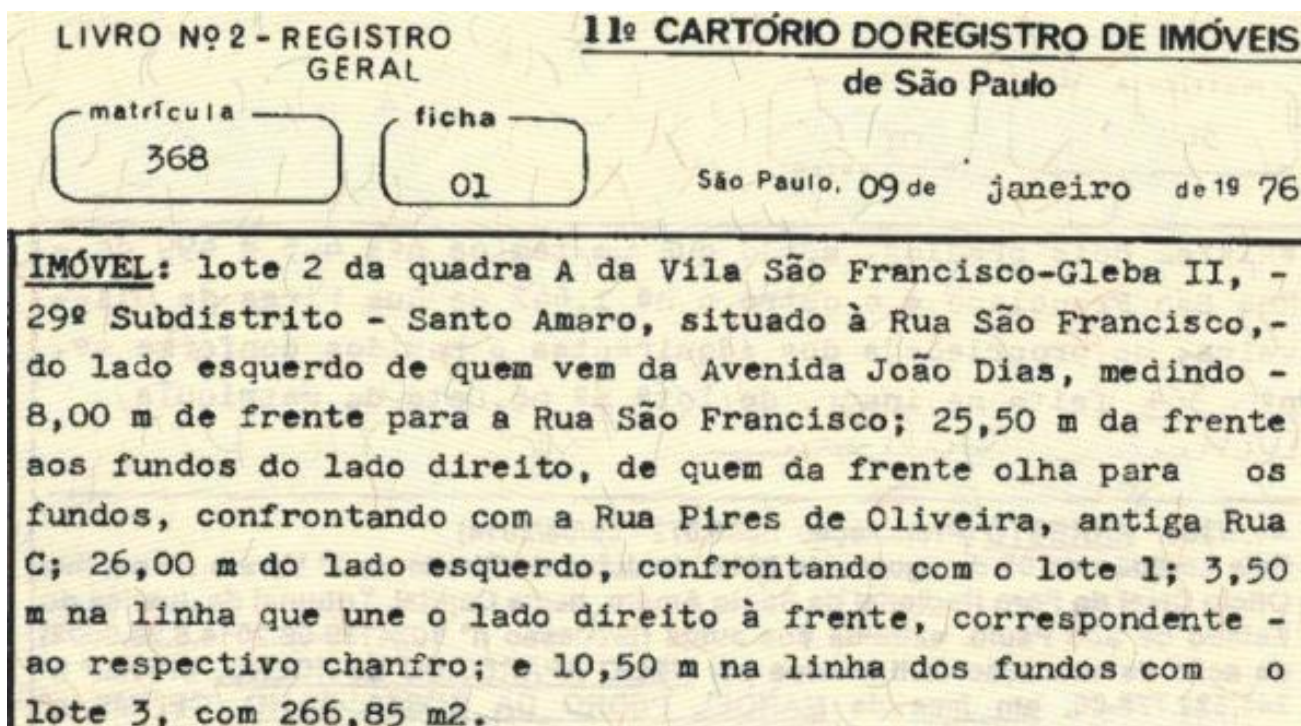 LIVRO Nº 2 - REGISTRO
GERAL
11º CARTÓRIO DO REGISTRO DE IMÓVEIS
de São Paulo
matrícula
368
ficha
01
São Paulo, 09 de janeiro de 19 76
IMÓVEL: lote 2 da quadra A da Vila São Francisco-Gleba II, -
29º Subdistrito - Santo Amaro, situado à Rua São Francisco,-
do lado esquerdo de quem vem da Avenida João Dias, medindo -
8,00 m de frente para a Rua São Francisco; 25,50 m da frente
aos fundos do lado direito, de quem da frente olha para os
fundos, confrontando com a Rua Pires de Oliveira, antiga Rua
C; 26,00 m do lado esquerdo, confrontando com o lote 1; 3,50
m na linha que une o lado direito à frente, correspondente -
ao respectivo chanfro; e 10,50 m na linha dos fundos com o
lote 3, com 266,85 m2.